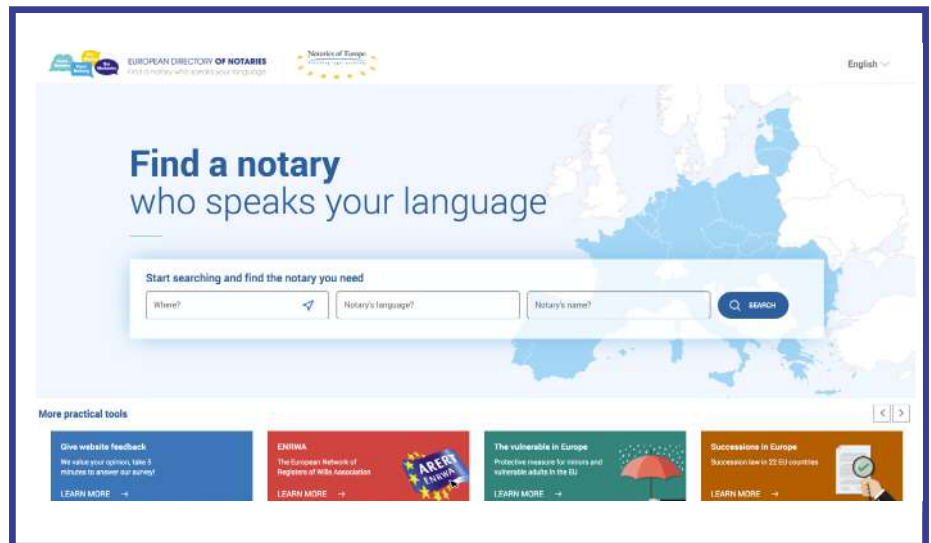 EUROPEAN DIRECTORY OF NOTARIES
Find a notary who speaks your language
Notaries of Europe
English
Find a notary
who speaks your language
Start searching and find the notary you need
Where?
Notary's language?
Notary's name?
SEARCH
More practical tools
Give website feedback
We value your opinion, take 5
minutes to answer our survey!
LEARN MORE →
ENRWA
The European Network of
Registers of Wills Association
LEARN MORE →
ARERT
ENRWA
The vulnerable in Europe
Protective measure for minors and
vulnerable adults in the EU
LEARN MORE →
Successions in Europe
Succession law in 22 EU countries
LEARN MORE →